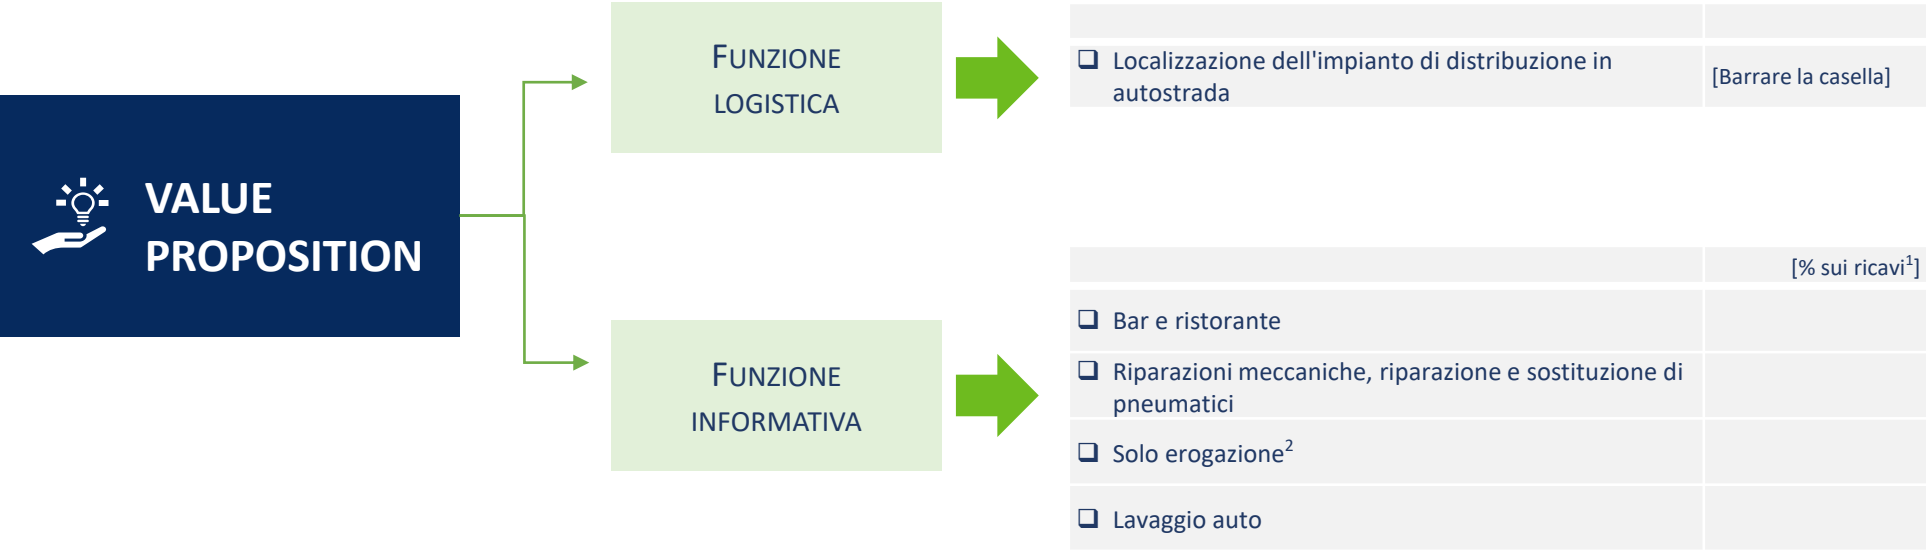 VALUE
PROPOSITION
FUNZIONE
LOGISTICA
❑ Localizzazione dell'impianto di distribuzione in
autostrada
[Barrare la casella]
FUNZIONE
INFORMATIVA
[% sui ricavi¹]
❑ Bar e ristorante
❑ Riparazioni meccaniche, riparazione e sostituzione di
pneumatici
❑ Solo erogazione²
❑ Lavaggio auto